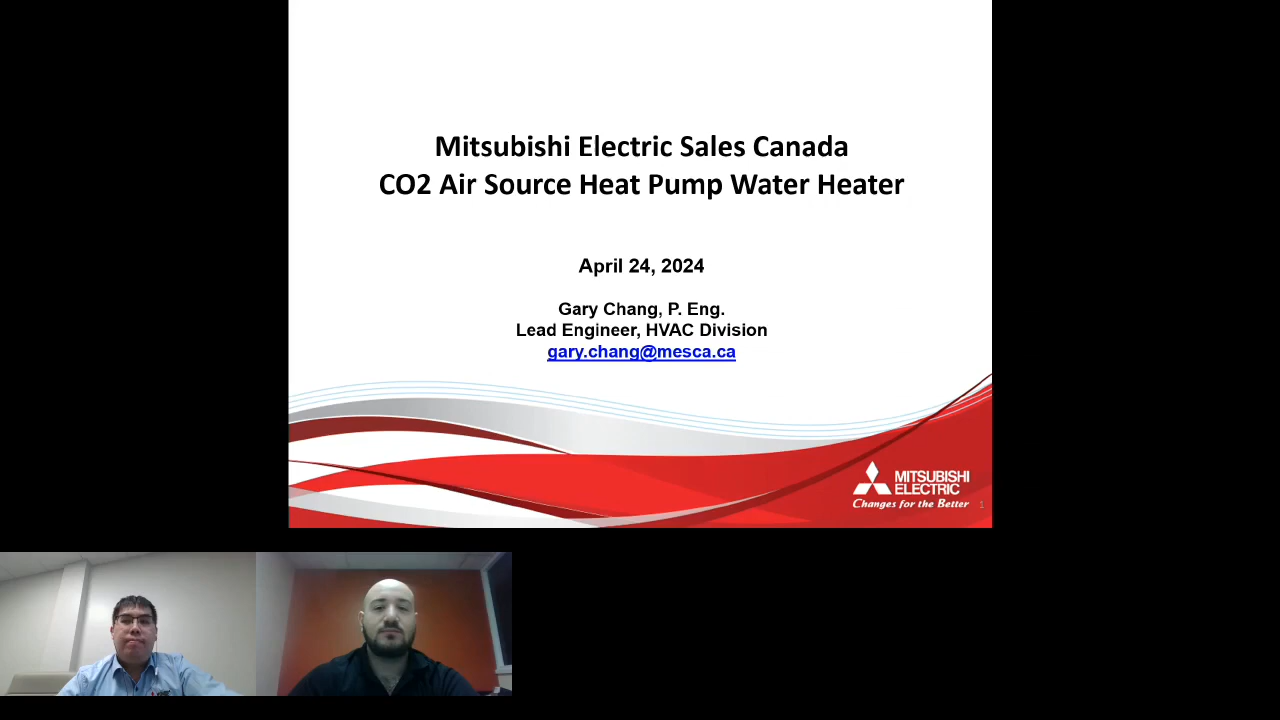 Mitsubishi Electric Sales Canada
CO2 Air Source Heat Pump Water Heater
April 24, 2024
Gary Chang, P. Eng.
Lead Engineer, HVAC Division
gary.chang@mesca.ca
MITSUBISHI
ELECTRIC
Changes for the Better
1